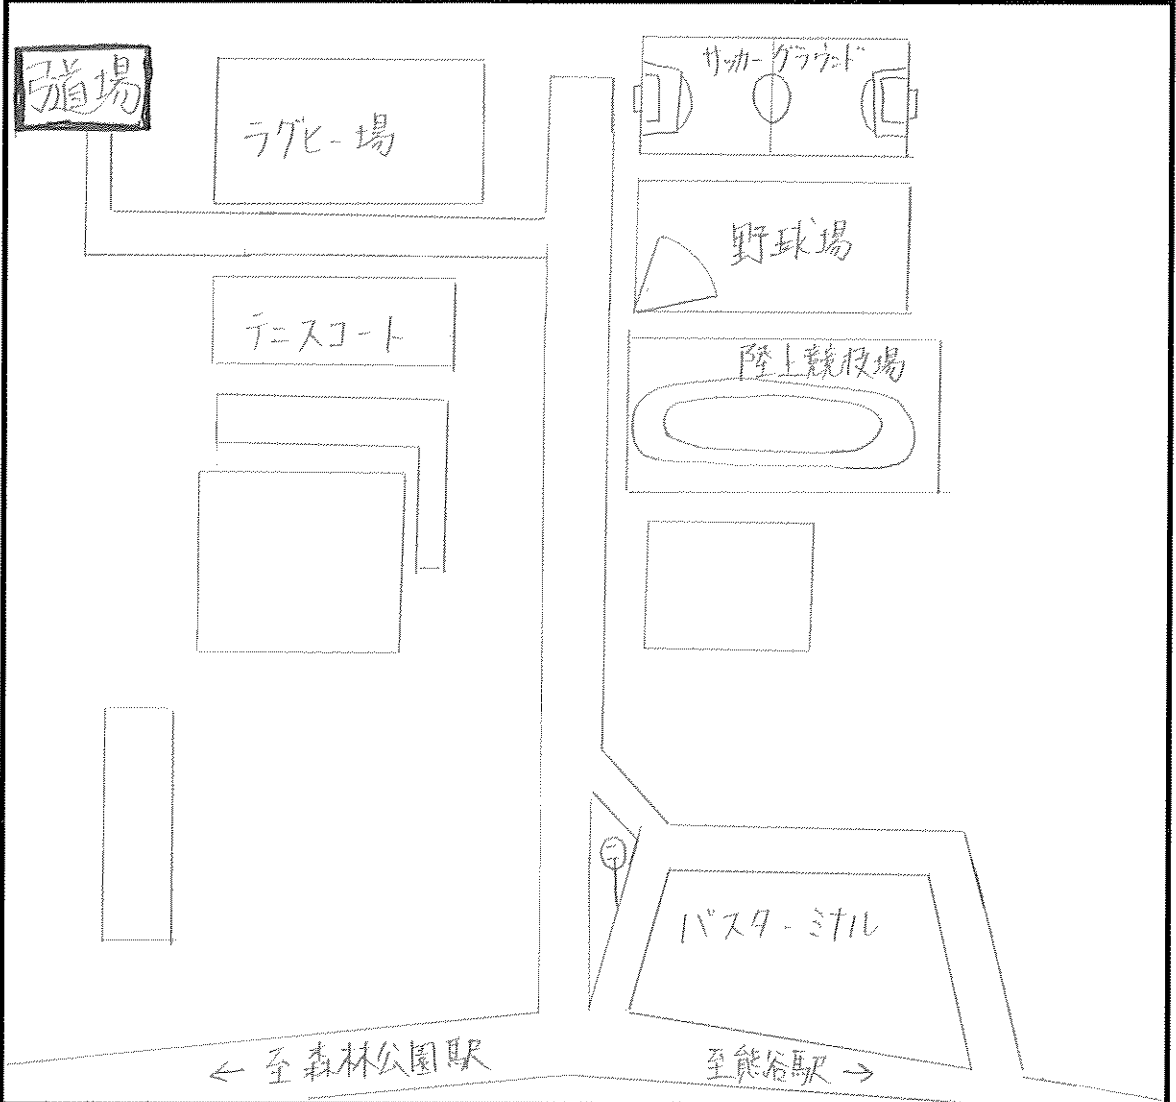 弓道場
サッカーグラウンド
ラグビー場
野球場
テニスコート
陸上競技場
バスターミナル
← 至森林公園駅
至熊谷駅 →